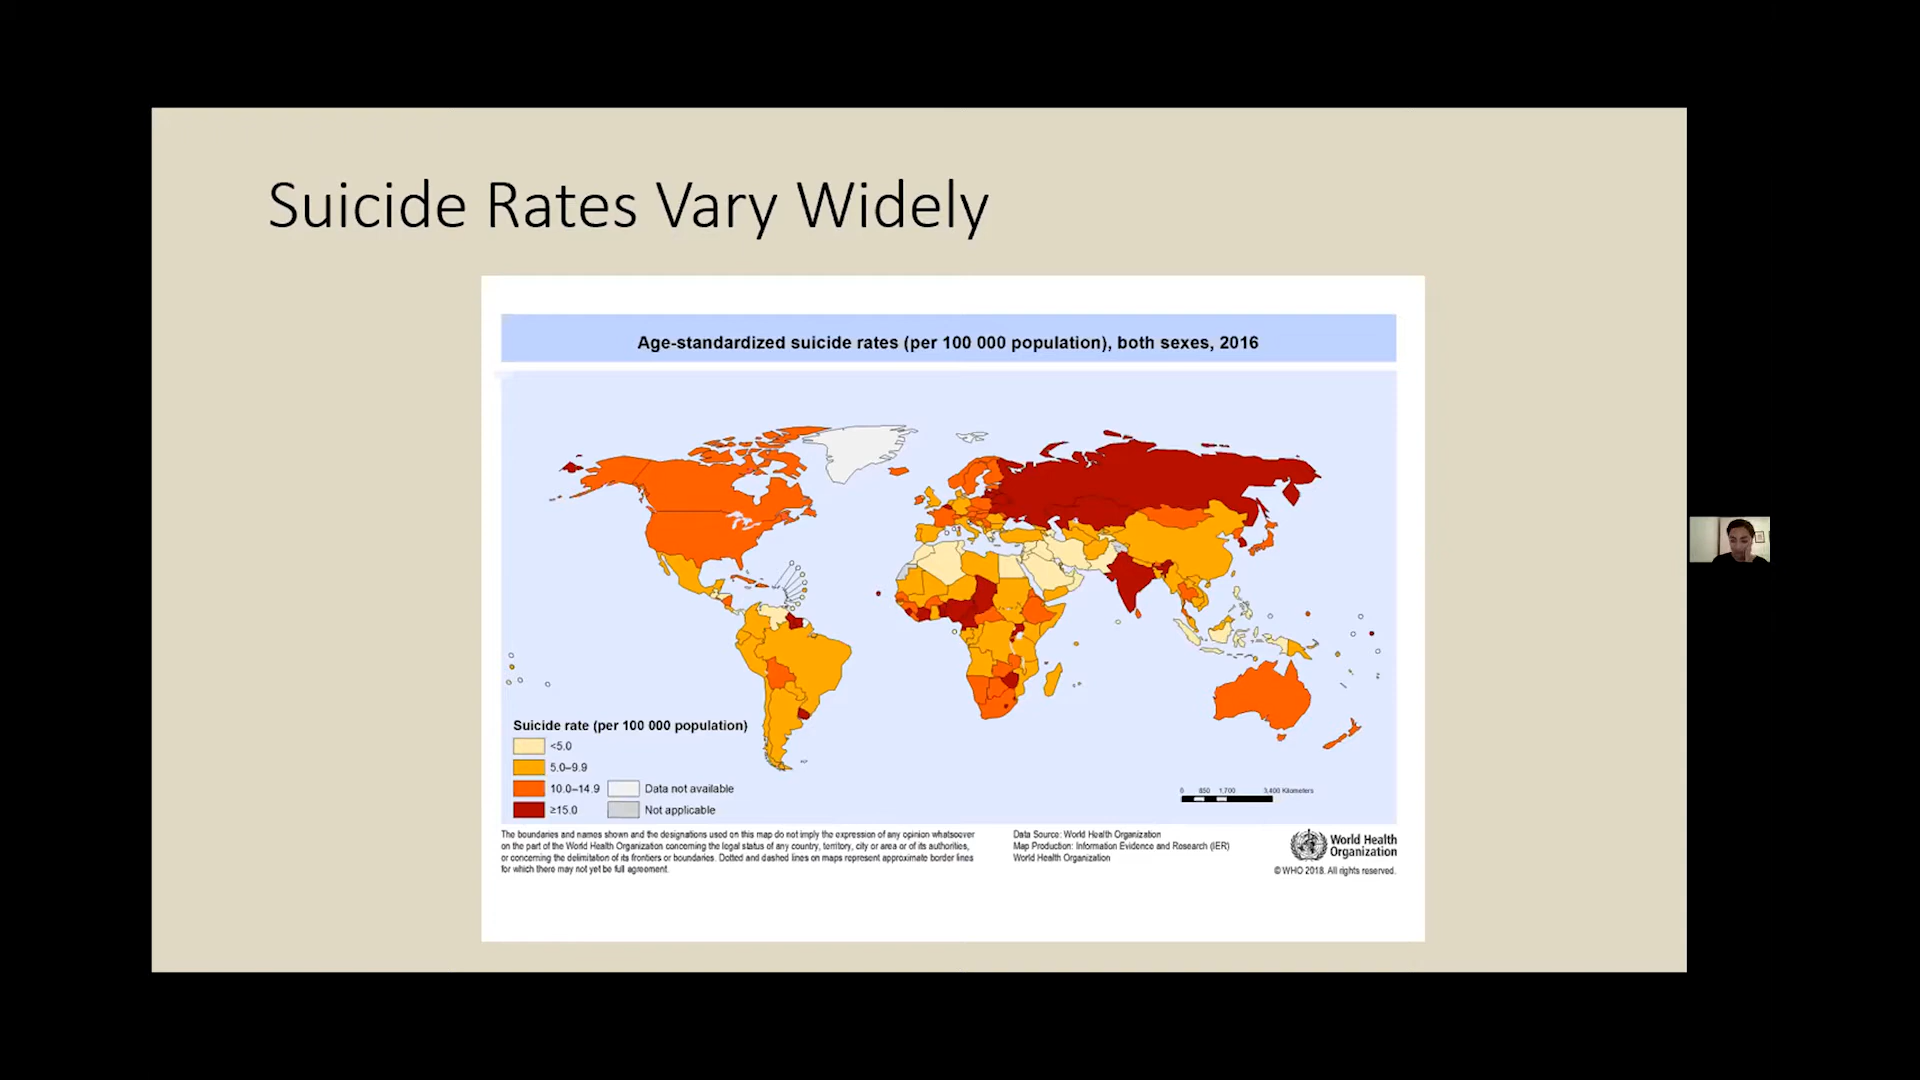 Suicide Rates Vary Widely
Age-standardized suicide rates (per 100 000 population), both sexes, 2016
Suicide rate (per 100 000 population)
<5.0
5.0–9.9
10.0–14.9
≥15.0
Data not available
Not applicable
0 850 1,700 3,400 Kilometers
The boundaries and names shown and the designations used on this map do not imply the expression of any opinion whatsoever
on the part of the World Health Organization concerning the legal status of any country, territory, city or area or of its authorities,
or concerning the delimitation of its frontiers or boundaries. Dotted and dashed lines on maps represent approximate border lines
for which there may not yet be full agreement.
Data Source: World Health Organization
Map Production: Information Evidence and Research (IER)
World Health Organization
World Health
Organization
© WHO 2018. All rights reserved.